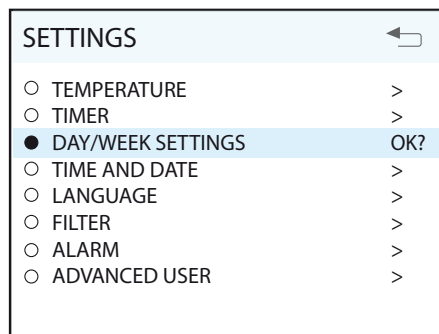 SETTINGS
TEMPERATURE >
TIMER >
DAY/WEEK SETTINGS OK?
TIME AND DATE >
LANGUAGE >
FILTER >
ALARM >
ADVANCED USER >